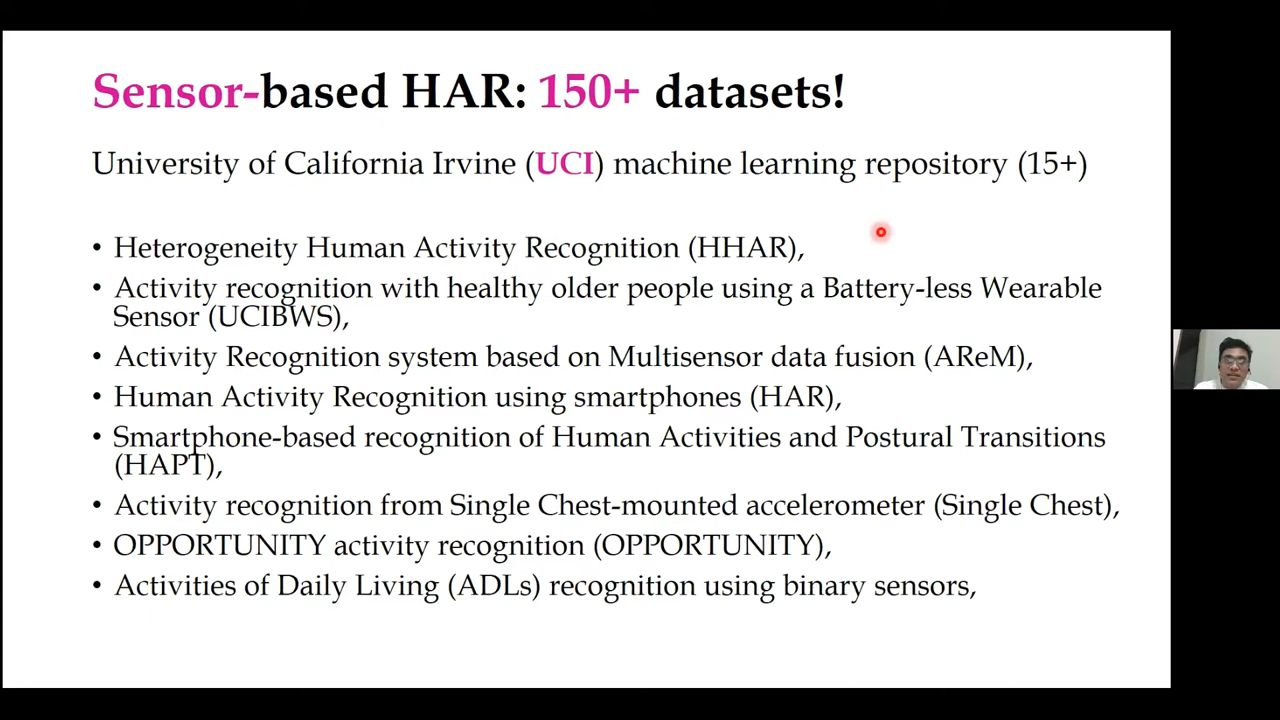 Sensor-based HAR: 150+ datasets!
University of California Irvine (UCI) machine learning repository (15+)
• Heterogeneity Human Activity Recognition (HHAR),
• Activity recognition with healthy older people using a Battery-less Wearable
Sensor (UCIBWS),
• Activity Recognition system based on Multisensor data fusion (AReM),
• Human Activity Recognition using smartphones (HAR),
• Smartphone-based recognition of Human Activities and Postural Transitions
(HAPT),
• Activity recognition from Single Chest-mounted accelerometer (Single Chest),
• OPPORTUNITY activity recognition (OPPORTUNITY),
• Activities of Daily Living (ADLs) recognition using binary sensors,